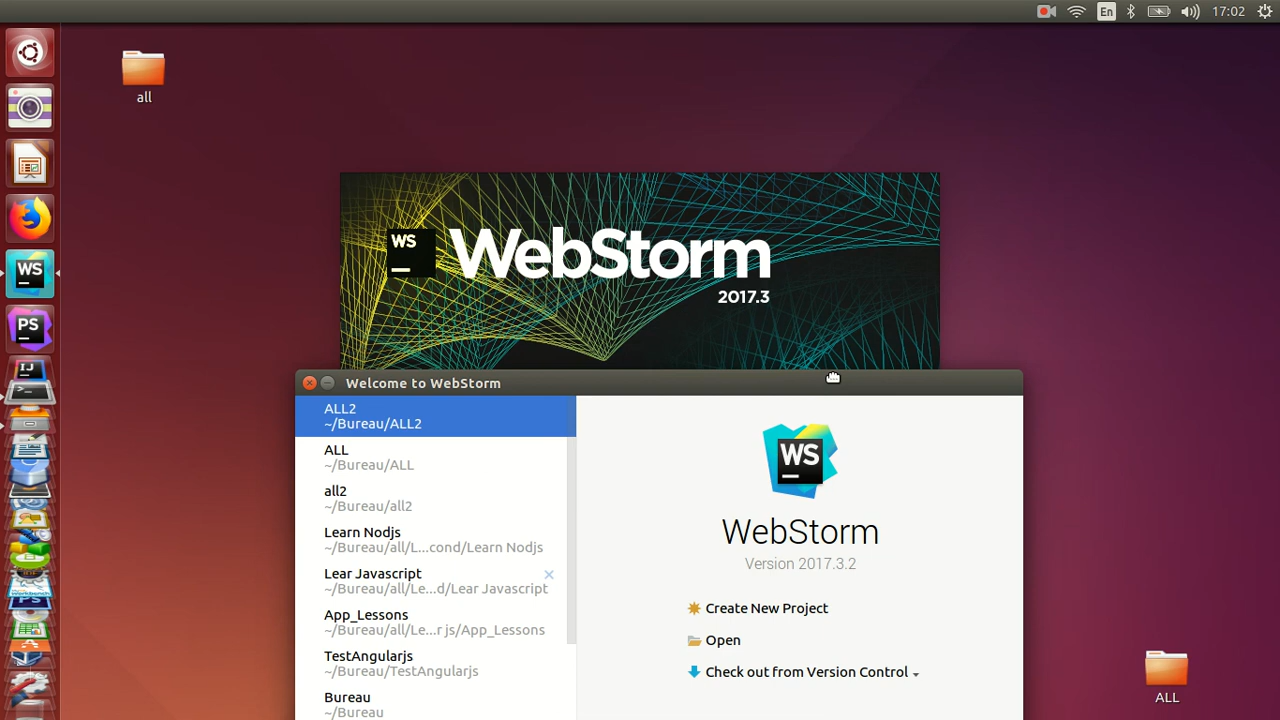 En
17:02
all
WS
WebStorm
2017.3
WS
PS
IJ
Welcome to WebStorm
ALL2
~/Bureau/ALL2
ALL
~/Bureau/ALL
all2
~/Bureau/all2
Learn Nodjs
~/Bureau/all/L...cond/Learn Nodjs
Lear Javascript
~/Bureau/all/Le...d/Lear Javascript
App_Lessons
~/Bureau/all/Le...r js/App_Lessons
TestAngularjs
~/Bureau/TestAngularjs
Bureau
~/Bureau
WS
WebStorm
Version 2017.3.2
Create New Project
Open
Check out from Version Control
ALL